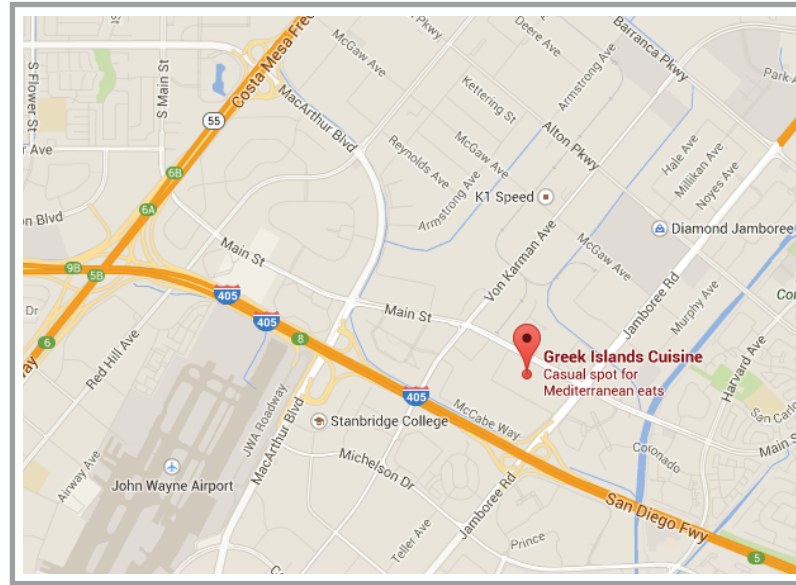 S Flower St
S Main St
Costa Mesa Free
McGaw Ave
Deere Ave
Barranca Pkwy
Park A
55
MacArthur Blvd
Kettering St
Armstrong Ave
Alton Pkwy
r Ave
6B
Reynolds Ave
McGaw Ave
Hale Ave
Millikan Ave
Noyes Ave
Armstrong Ave
K1 Speed
6A
on Blvd
Main St
Von Karman Ave
Diamond Jamboree
McGaw Ave
9B
5B
405
405
Main St
Jamboree Rd
Murphy Ave
Con
Dr
6
8
Red Hill Ave
Greek Islands Cuisine
Casual spot for
Mediterranean eats
Harvard Ave
way
405
JWA Roadway
MacArthur Blvd
Stanbridge College
McCabe Way
San Carlo
Main S
Airway Ave
John Wayne Airport
Michelson Dr
Coronado
Jamboree Rd
San Diego Fwy
Teller Ave
Prince
Ca
5